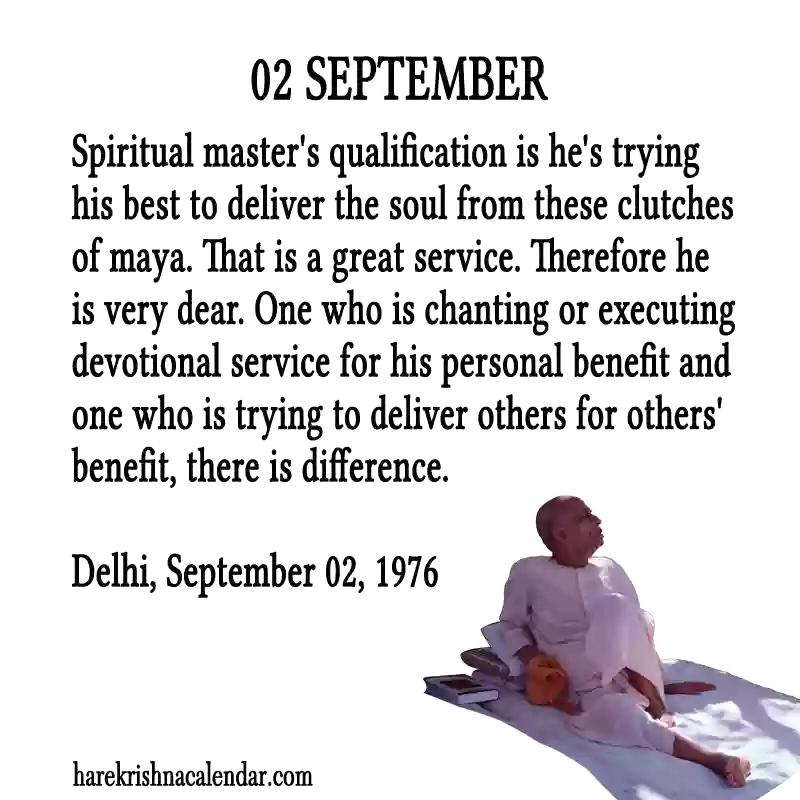 02 SEPTEMBER
Spiritual master's qualification is he's trying
his best to deliver the soul from these clutches
of maya. That is a great service. Therefore he
is very dear. One who is chanting or executing
devotional service for his personal benefit and
one who is trying to deliver others for others'
benefit, there is difference.
Delhi, September 02, 1976
harekrishnacalendar.com